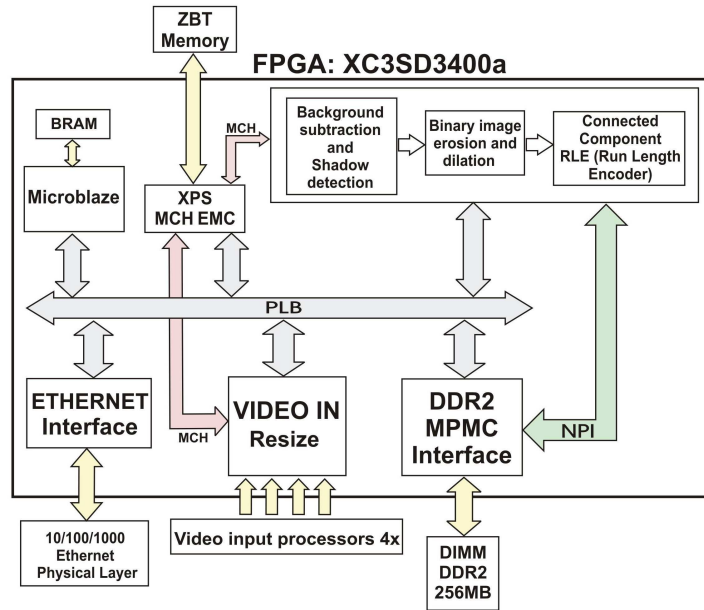 ZBT
Memory
FPGA: XC3SD3400a
BRAM
Microblaze
XPS
MCH EMC
MCH
Background
subtraction
and
Shadow
detection
Binary image
erosion and
dilation
Connected
Component
RLE (Run Length
Encoder)
PLB
ETHERNET
Interface
MCH
VIDEO IN
Resize
DDR2
MPMC
Interface
NPI
10/100/1000
Ethernet
Physical Layer
Video input processors 4x
DIMM
DDR2
256MB